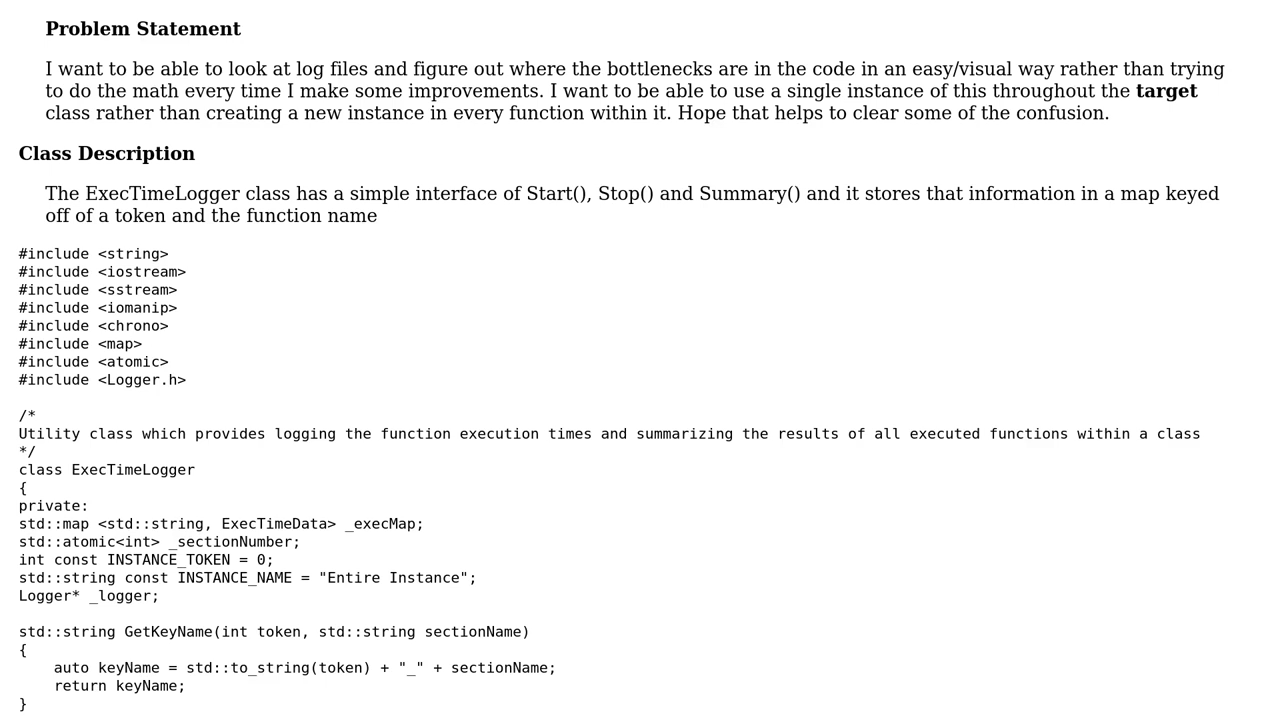 Problem Statement
I want to be able to look at log files and figure out where the bottlenecks are in the code in an easy/visual way rather than trying
to do the math every time I make some improvements. I want to be able to use a single instance of this throughout the target
class rather than creating a new instance in every function within it. Hope that helps to clear some of the confusion.
Class Description
The ExecTimeLogger class has a simple interface of Start(), Stop() and Summary() and it stores that information in a map keyed
off of a token and the function name
#include <string>
#include <iostream>
#include <sstream>
#include <iomanip>
#include <chrono>
#include <map>
#include <atomic>
#include <Logger.h>
/*
Utility class which provides logging the function execution times and summarizing the results of all executed functions within a class
*/
class ExecTimeLogger
{
private:
std::map <std::string, ExecTimeData> _execMap;
std::atomic<int> _sectionNumber;
int const INSTANCE_TOKEN = 0;
std::string const INSTANCE_NAME = "Entire Instance";
Logger* _logger;
std::string GetKeyName(int token, std::string sectionName)
{
    auto keyName = std::to_string(token) + "_" + sectionName;
    return keyName;
}